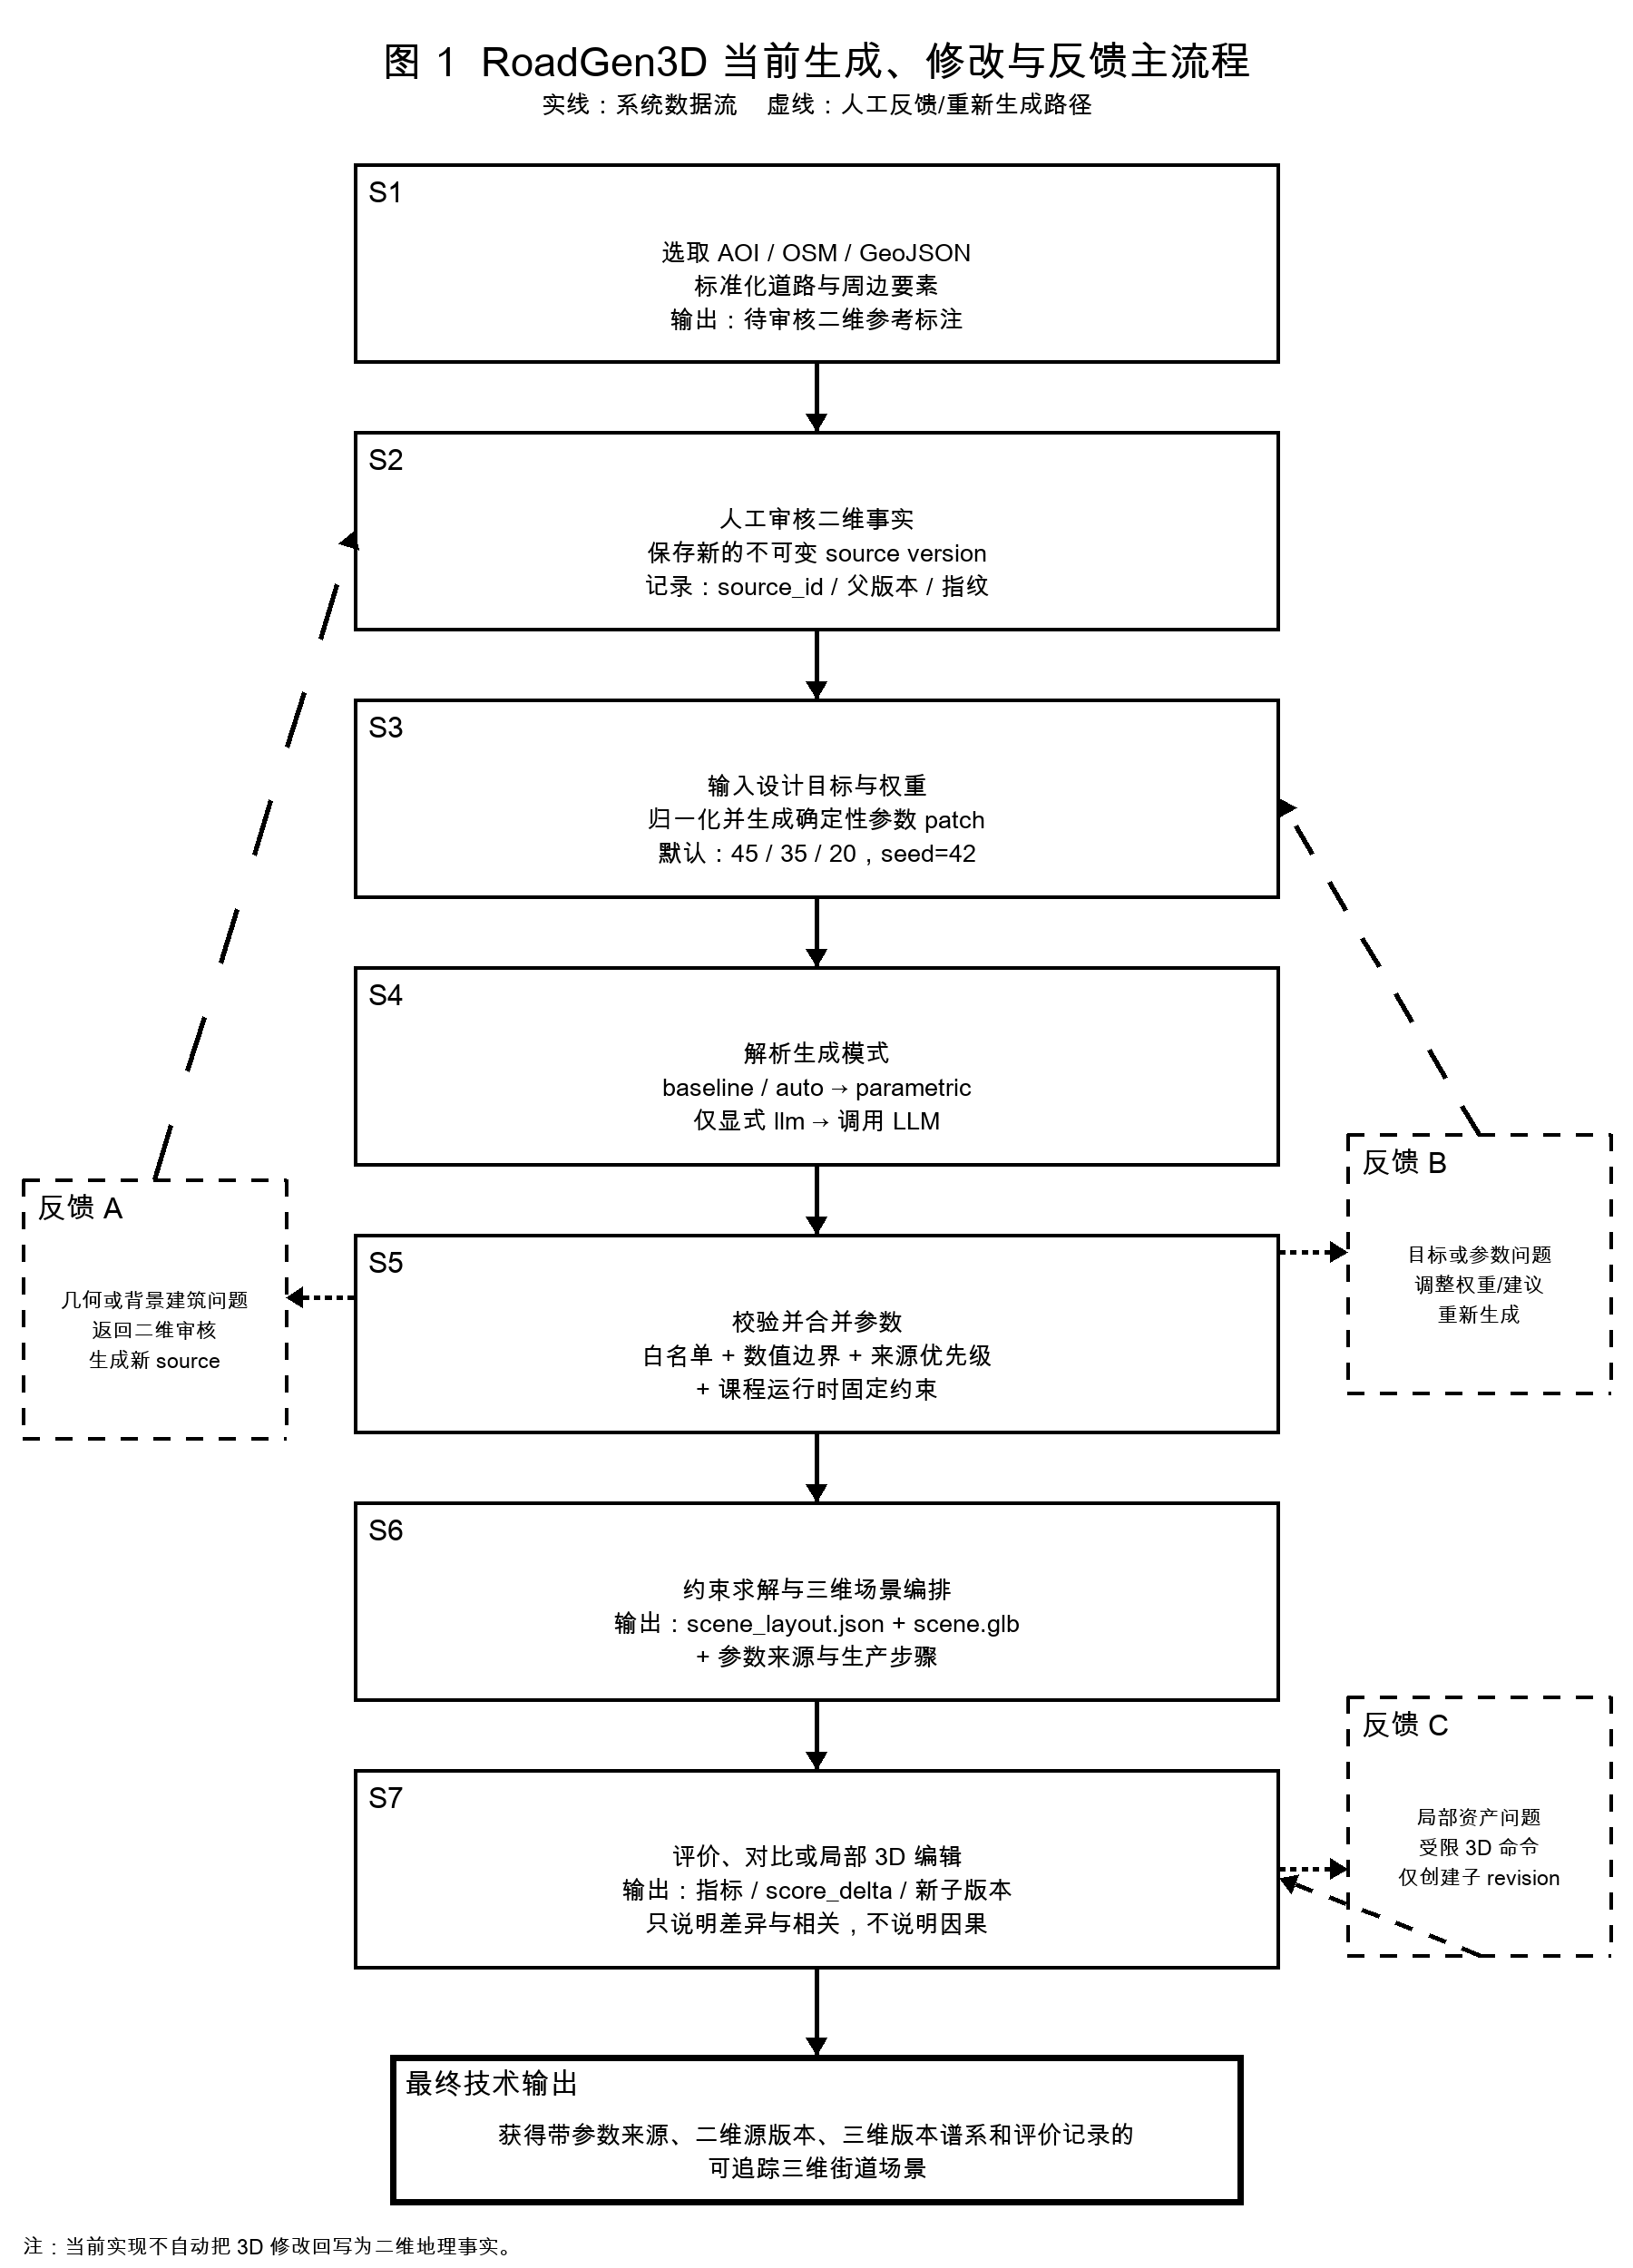 图 1 RoadGen3D 当前生成、修改与反馈主流程
实线：系统数据流 虚线：人工反馈/重新生成路径
S1
选取 AOI / OSM / GeoJSON
标准化道路与周边要素
输出：待审核二维参考标注
S2
人工审核二维事实
保存新的不可变 source version
记录：source_id / 父版本 / 指纹
S3
输入设计目标与权重
归一化并生成确定性参数 patch
默认：45 / 35 / 20，seed=42
S4
解析生成模式
baseline / auto → parametric
仅显式 llm → 调用 LLM
反馈 A
几何或背景建筑问题
返回二维审核
生成新 source
反馈 B
目标或参数问题
调整权重/建议
重新生成
S5
校验并合并参数
白名单 + 数值边界 + 来源优先级
+ 课程运行时固定约束
S6
约束求解与三维场景编排
输出：scene_layout.json + scene.glb
+ 参数来源与生产步骤
S7
评价、对比或局部 3D 编辑
输出：指标 / score_delta / 新子版本
只说明差异与相关，不说明因果
反馈 C
局部资产问题
受限 3D 命令
仅创建子 revision
最终技术输出
获得带参数来源、二维源版本、三维版本谱系和评价记录的
可追踪三维街道场景
注：当前实现不自动把 3D 修改回写为二维地理事实。